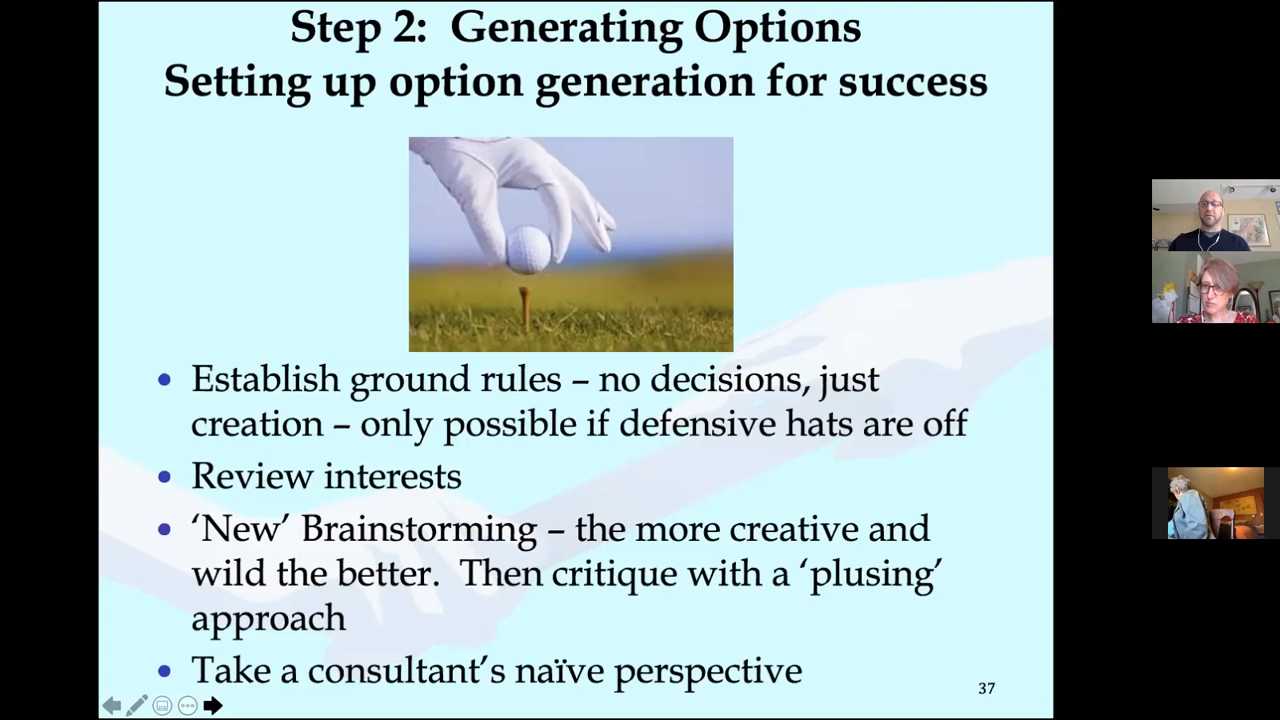 Step 2:  Generating Options
Setting up option generation for success
• Establish ground rules – no decisions, just
creation – only possible if defensive hats are off
• Review interests
• ‘New’ Brainstorming – the more creative and
wild the better.  Then critique with a ‘plusing’
approach
• Take a consultant’s naïve perspective
37